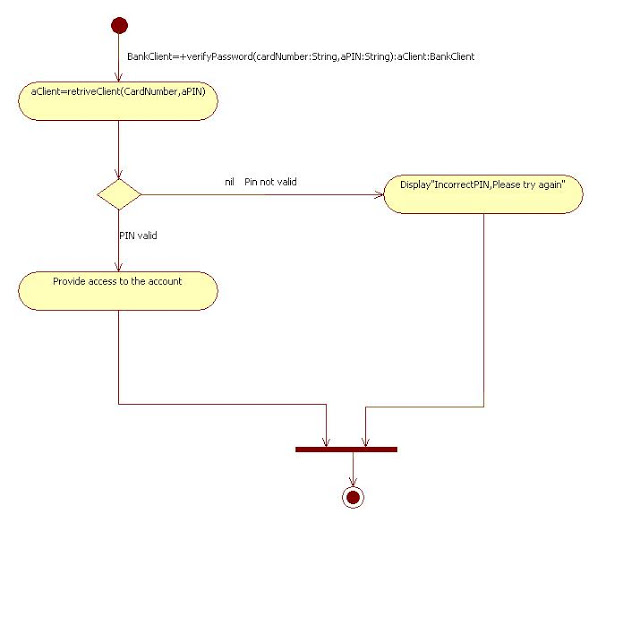 BankClient=+verifyPassword(cardNumber:String,aPIN:String):aClient:BankClient
aClient=retriveClient(CardNumber,aPIN)
nil Pin not valid
Display"IncorrectPIN,Please try again"
PIN valid
Provide access to the account